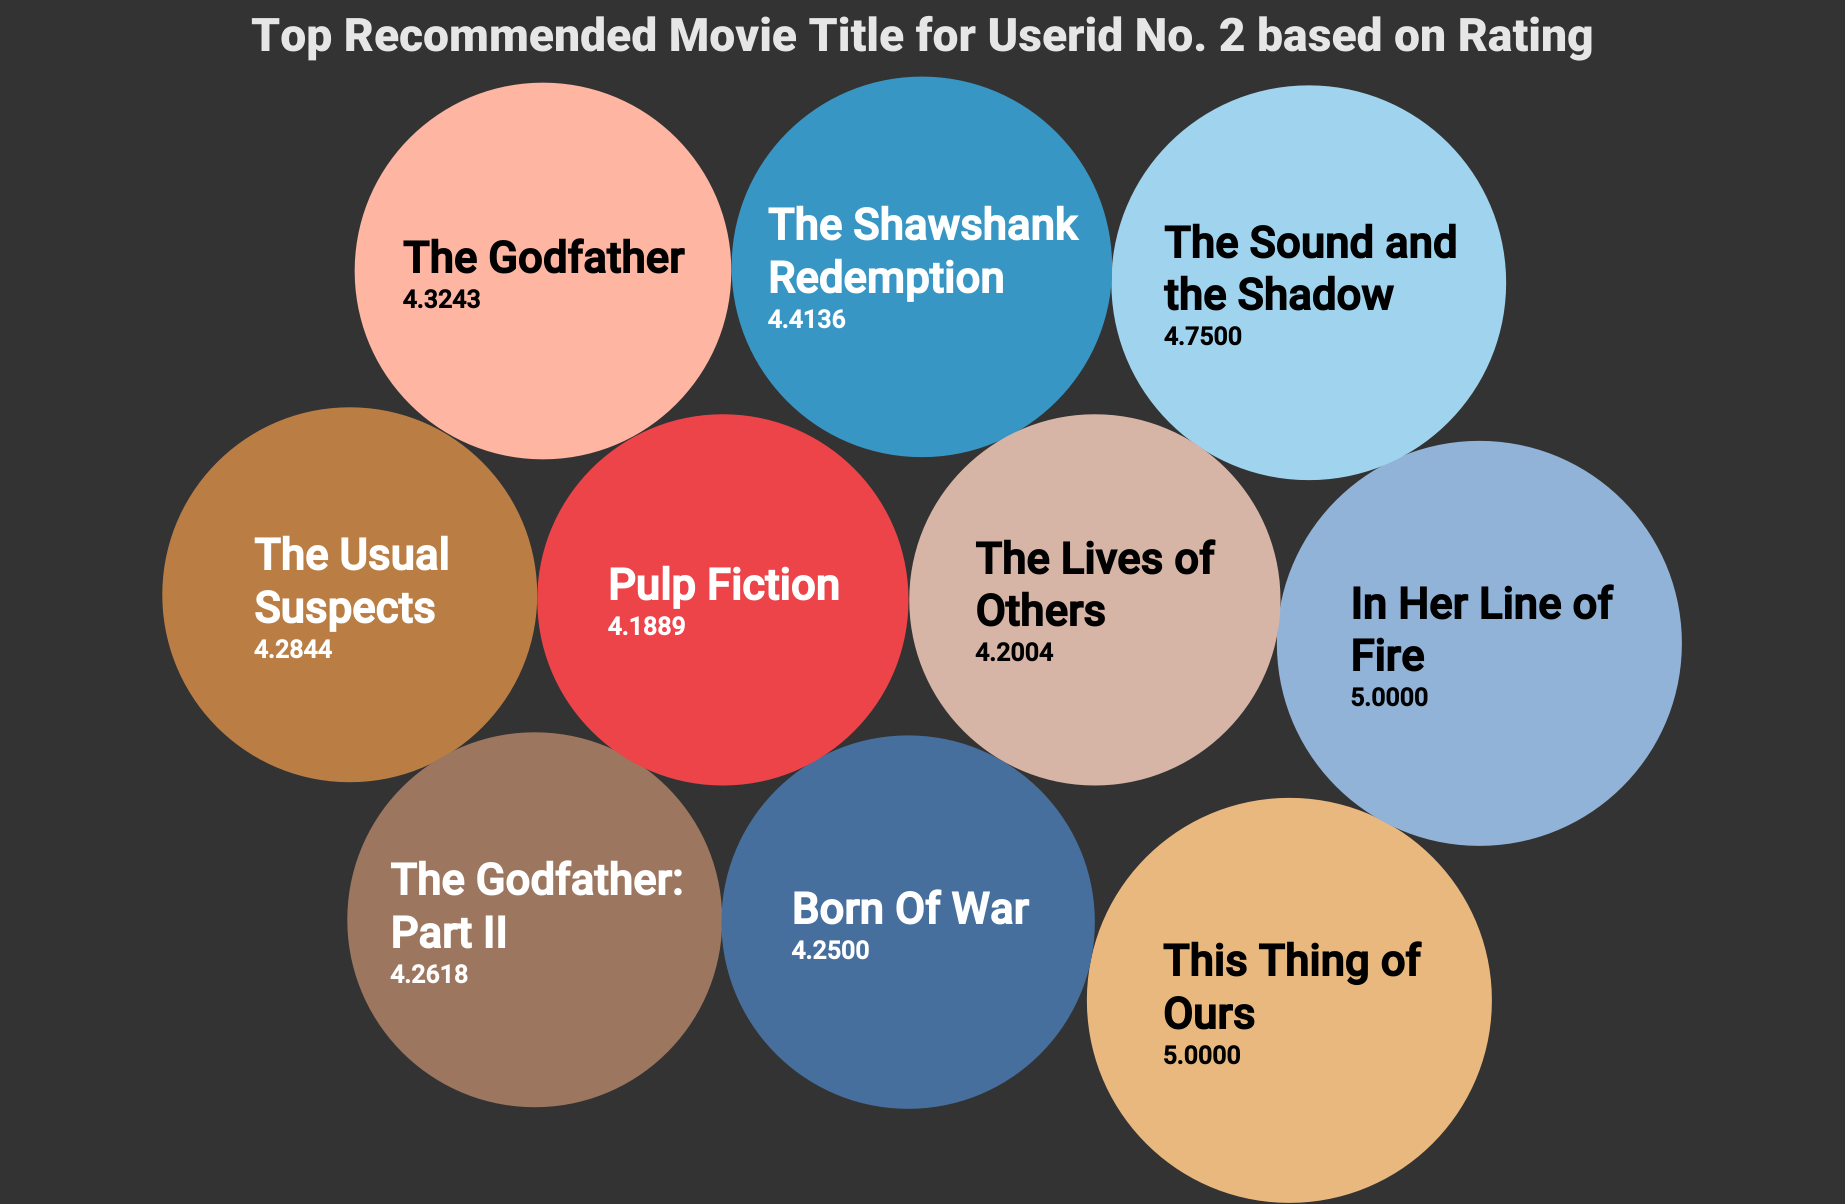 Top Recommended Movie Title for Userid No. 2 based on Rating
The Godfather
4.3243
The Shawshank
Redemption
4.4136
The Sound and
the Shadow
4.7500
The Usual
Suspects
4.2844
Pulp Fiction
4.1889
The Lives of
Others
4.2004
In Her Line of
Fire
5.0000
The Godfather:
Part II
4.2618
Born Of War
4.2500
This Thing of
Ours
5.0000